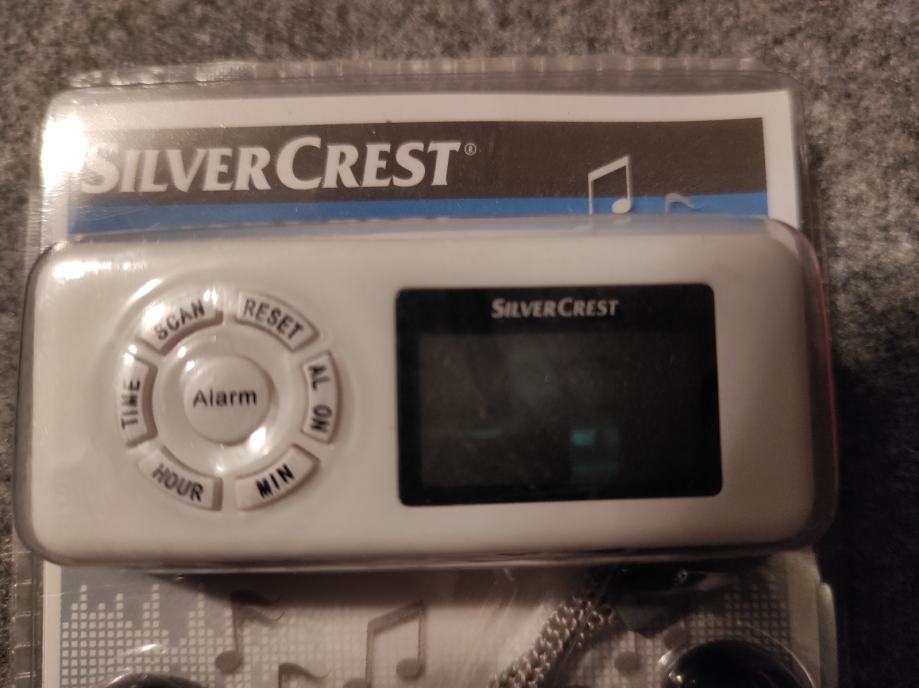 SILVERCREST®
SILVERCREST
SCAN
RESET
TIME
Alarm
AL ON
HOUR
MIN